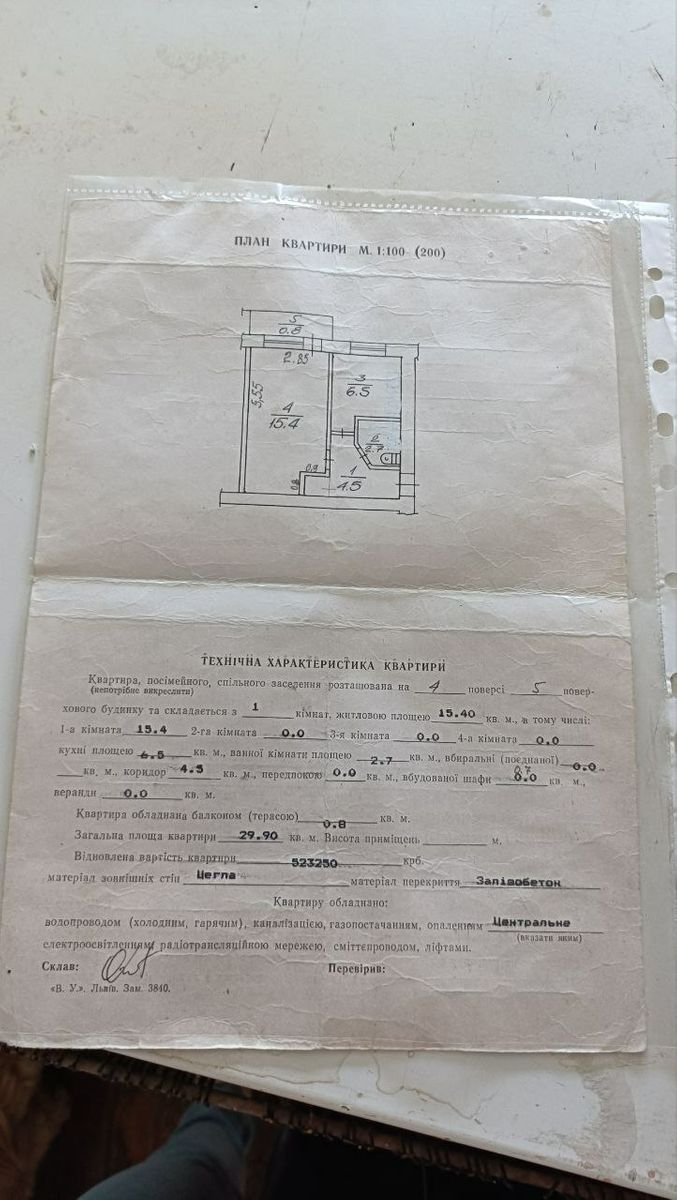 ПЛАН КВАРТИРИ М. 1:100 (200)
5
0.8
2.85
5,55
3
6.5
4
15.4
2
2.7
0.9
0.8
1
4.5
ТЕХНІЧНА ХАРАКТЕРИСТИКА КВАРТИРИ
Квартира, посімейного, спільного заселення розташована на 4 поверсі 5 повер-
(непотрібне викреслити)
хового будинку та складається з 1 кімнат, житловою площею 15.40 кв. м., в тому числі:
1-а кімната 15.4 2-га кімната 0.0 3-я кімната 0.0 4-а кімната 0.0
кухні площею 6.5 кв. м., ванної кімнати площею 2.7 кв. м., вбиральні (поєднаної) 0.0
кв. м., коридор 4.5 кв. м., передпокою 0.0 кв. м., вбудованої шафи 0.7 0.0 кв. м.,
веранди 0.0 кв. м.
Квартира обладнана балконом (терасою) 0.8 кв. м.
Загальна площа квартири 29.90 кв. м. Висота приміщень м.
Відновлена вартість квартири 523250 крб.
матеріал зовнішніх стін Цегла матеріал перекриття Залізобетон
Квартиру обладнано:
водопроводом (холодним, гарячим), каналізацією, газопостачанням, опаленням Центральне
(вказати яким)
електроосвітленням радіотрансляційною мережею, сміттєпроводом, ліфтами.
Склав: Перевірив:
«В. У.». Львів. Зам. 3840.